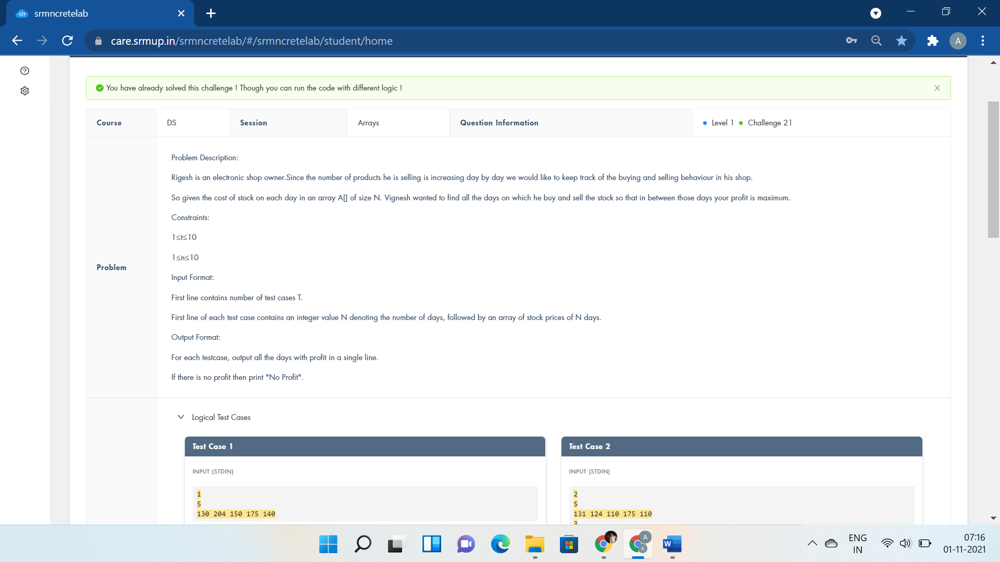 srmncretelab
care.srmup.in/srmncretelab/#/srmncretelab/student/home
A
You have already solved this challenge ! Though you can run the code with different logic !
Course DS Session Arrays Question Information Level 1 Challenge 21
Problem
Problem Description:
Rigesh is an electronic shop owner.Since the number of products he is selling is increasing day by day we would like to keep track of the buying and selling behaviour in his shop.
So given the cost of stock on each day in an array A[] of size N. Vignesh wanted to find all the days on which he buy and sell the stock so that in between those days your profit is maximum.
Constraints:
1≤t≤10
1≤n≤10
Input Format:
First line contains number of test cases T.
First line of each test case contains an integer value N denoting the number of days, followed by an array of stock prices of N days.
Output Format:
For each testcase, output all the days with profit in a single line.
If there is no profit then print "No Profit".
Logical Test Cases
Test Case 1
INPUT (STDIN)
1
5
130 204 150 175 140
Test Case 2
INPUT (STDIN)
2
5
131 124 110 175 110
3
A
A
W
ENG
IN
07:16
01-11-2021